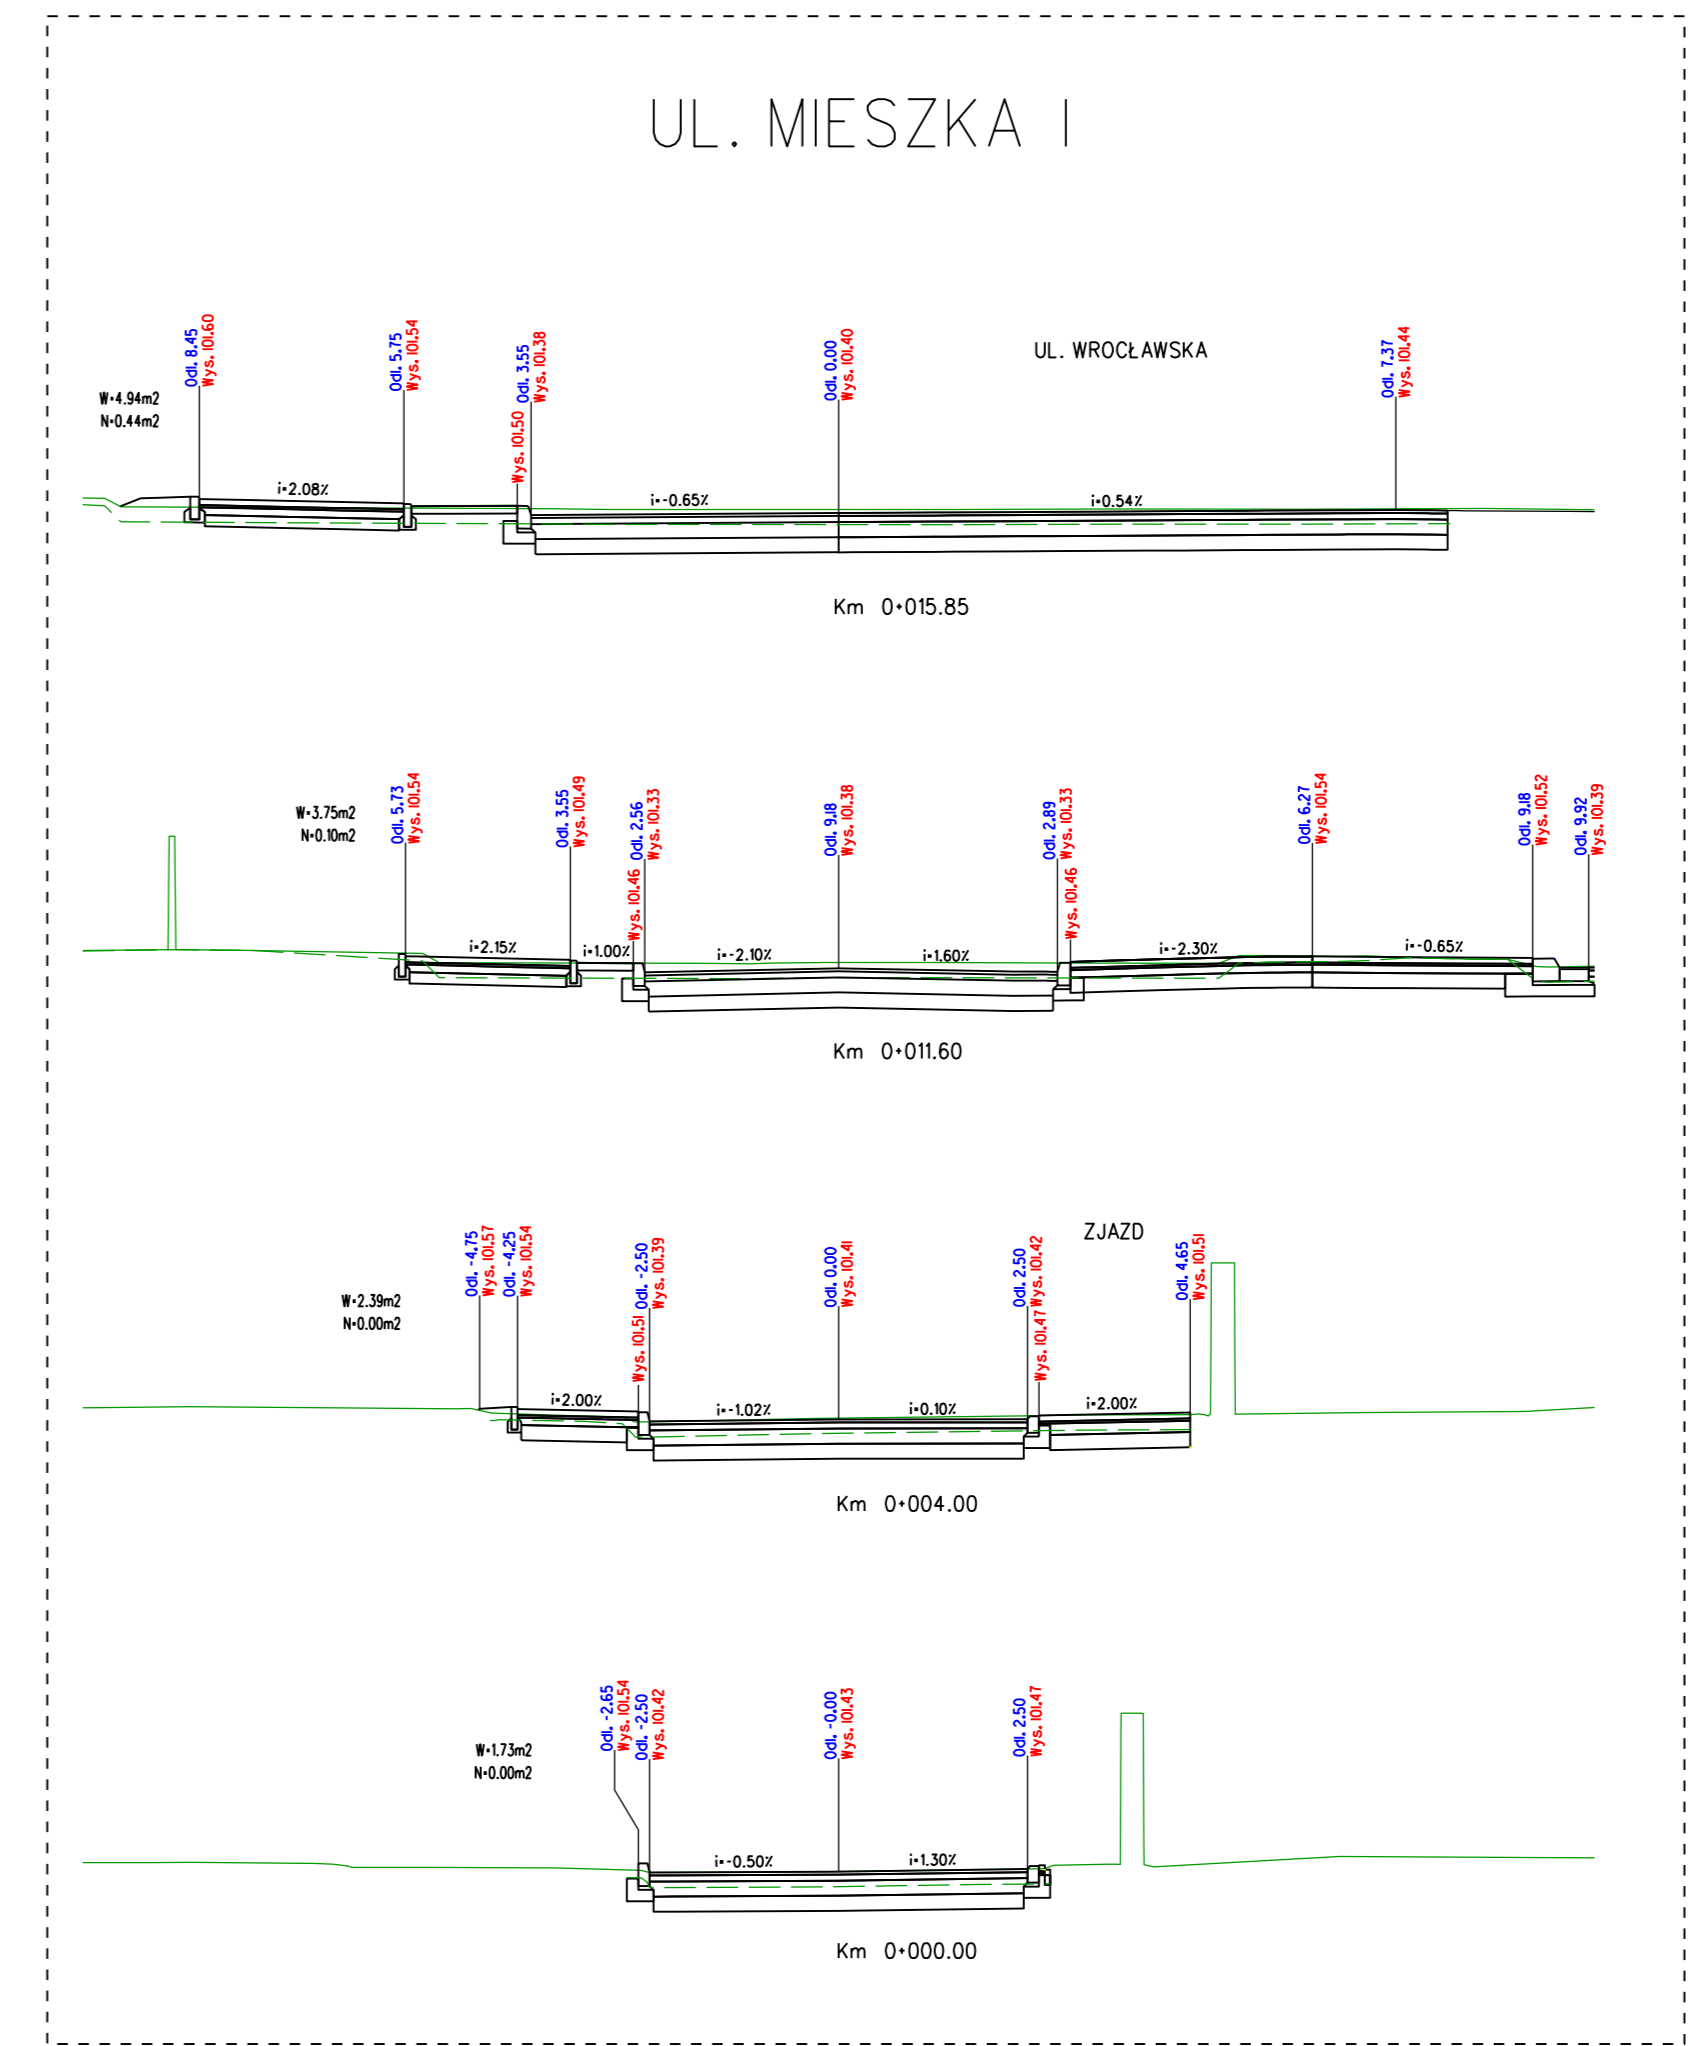 UL. MIESZKA I
UL. WROCŁAWSKA
Odl. 8.45
Wys. 101.60
Odl. 5.75
Wys. 101.54
Wys. 101.50
Odl. 3.55
Wys. 101.38
Odl. 0.00
Wys. 101.40
Odl. 7.37
Wys. 101.44
W=4.94m2
N=0.44m2
i=2.08%
i=-0.65%
i=0.54%
Km 0+015.85
Odl. 5.73
Wys. 101.54
Odl. 3.55
Wys. 101.49
Wys. 101.46
Odl. 2.56
Wys. 101.33
Odl. 9.18
Wys. 101.38
Odl. 2.89
Wys. 101.33
Wys. 101.46
Odl. 6.27
Wys. 101.54
Odl. 9.18
Wys. 101.52
Odl. 9.92
Wys. 101.39
W=3.75m2
N=0.10m2
i=2.15%
i=1.00%
i=-2.10%
i=1.60%
i=-2.30%
i=-0.65%
Km 0+011.60
ZJAZD
Odl. -4.75
Wys. 101.57
Odl. -4.25
Wys. 101.54
Wys. 101.51
Odl. -2.50
Wys. 101.39
Odl. 0.00
Wys. 101.41
Odl. 2.50
Wys. 101.42
Wys. 101.47
Odl. 4.65
Wys. 101.51
W=2.39m2
N=0.00m2
i=2.00%
i=-1.02%
i=0.10%
i=2.00%
Km 0+004.00
Odl. -2.65
Wys. 101.54
Odl. -2.50
Wys. 101.42
Odl. -0.00
Wys. 101.43
Odl. 2.50
Wys. 101.47
W=1.73m2
N=0.00m2
i=-0.50%
i=1.30%
Km 0+000.00